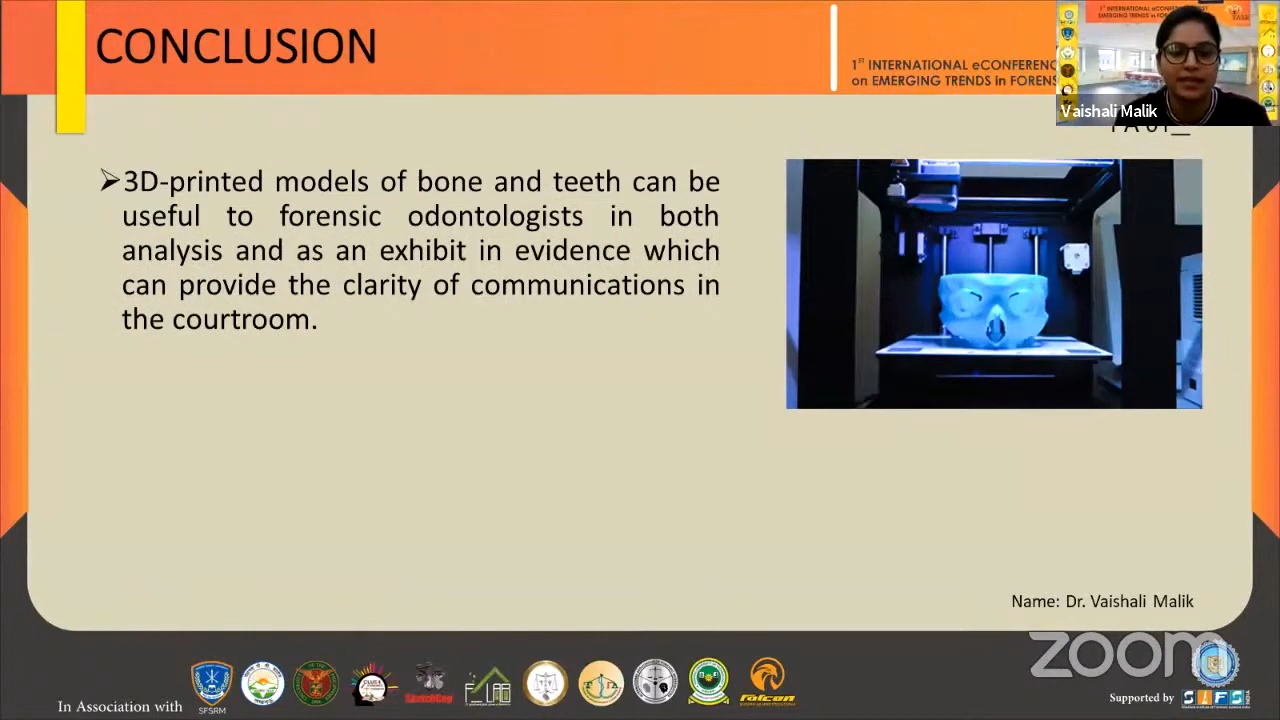 CONCLUSION
1ST INTERNATIONAL eCONFERENC
on EMERGING TRENDS in FORENS
Vaishali Malik
➢3D-printed models of bone and teeth can be
useful to forensic odontologists in both
analysis and as an exhibit in evidence which
can provide the clarity of communications in
the courtroom.
Name: Dr. Vaishali Malik
zoom
In Association with
SFSRM
falcon
Supported by
SIFS